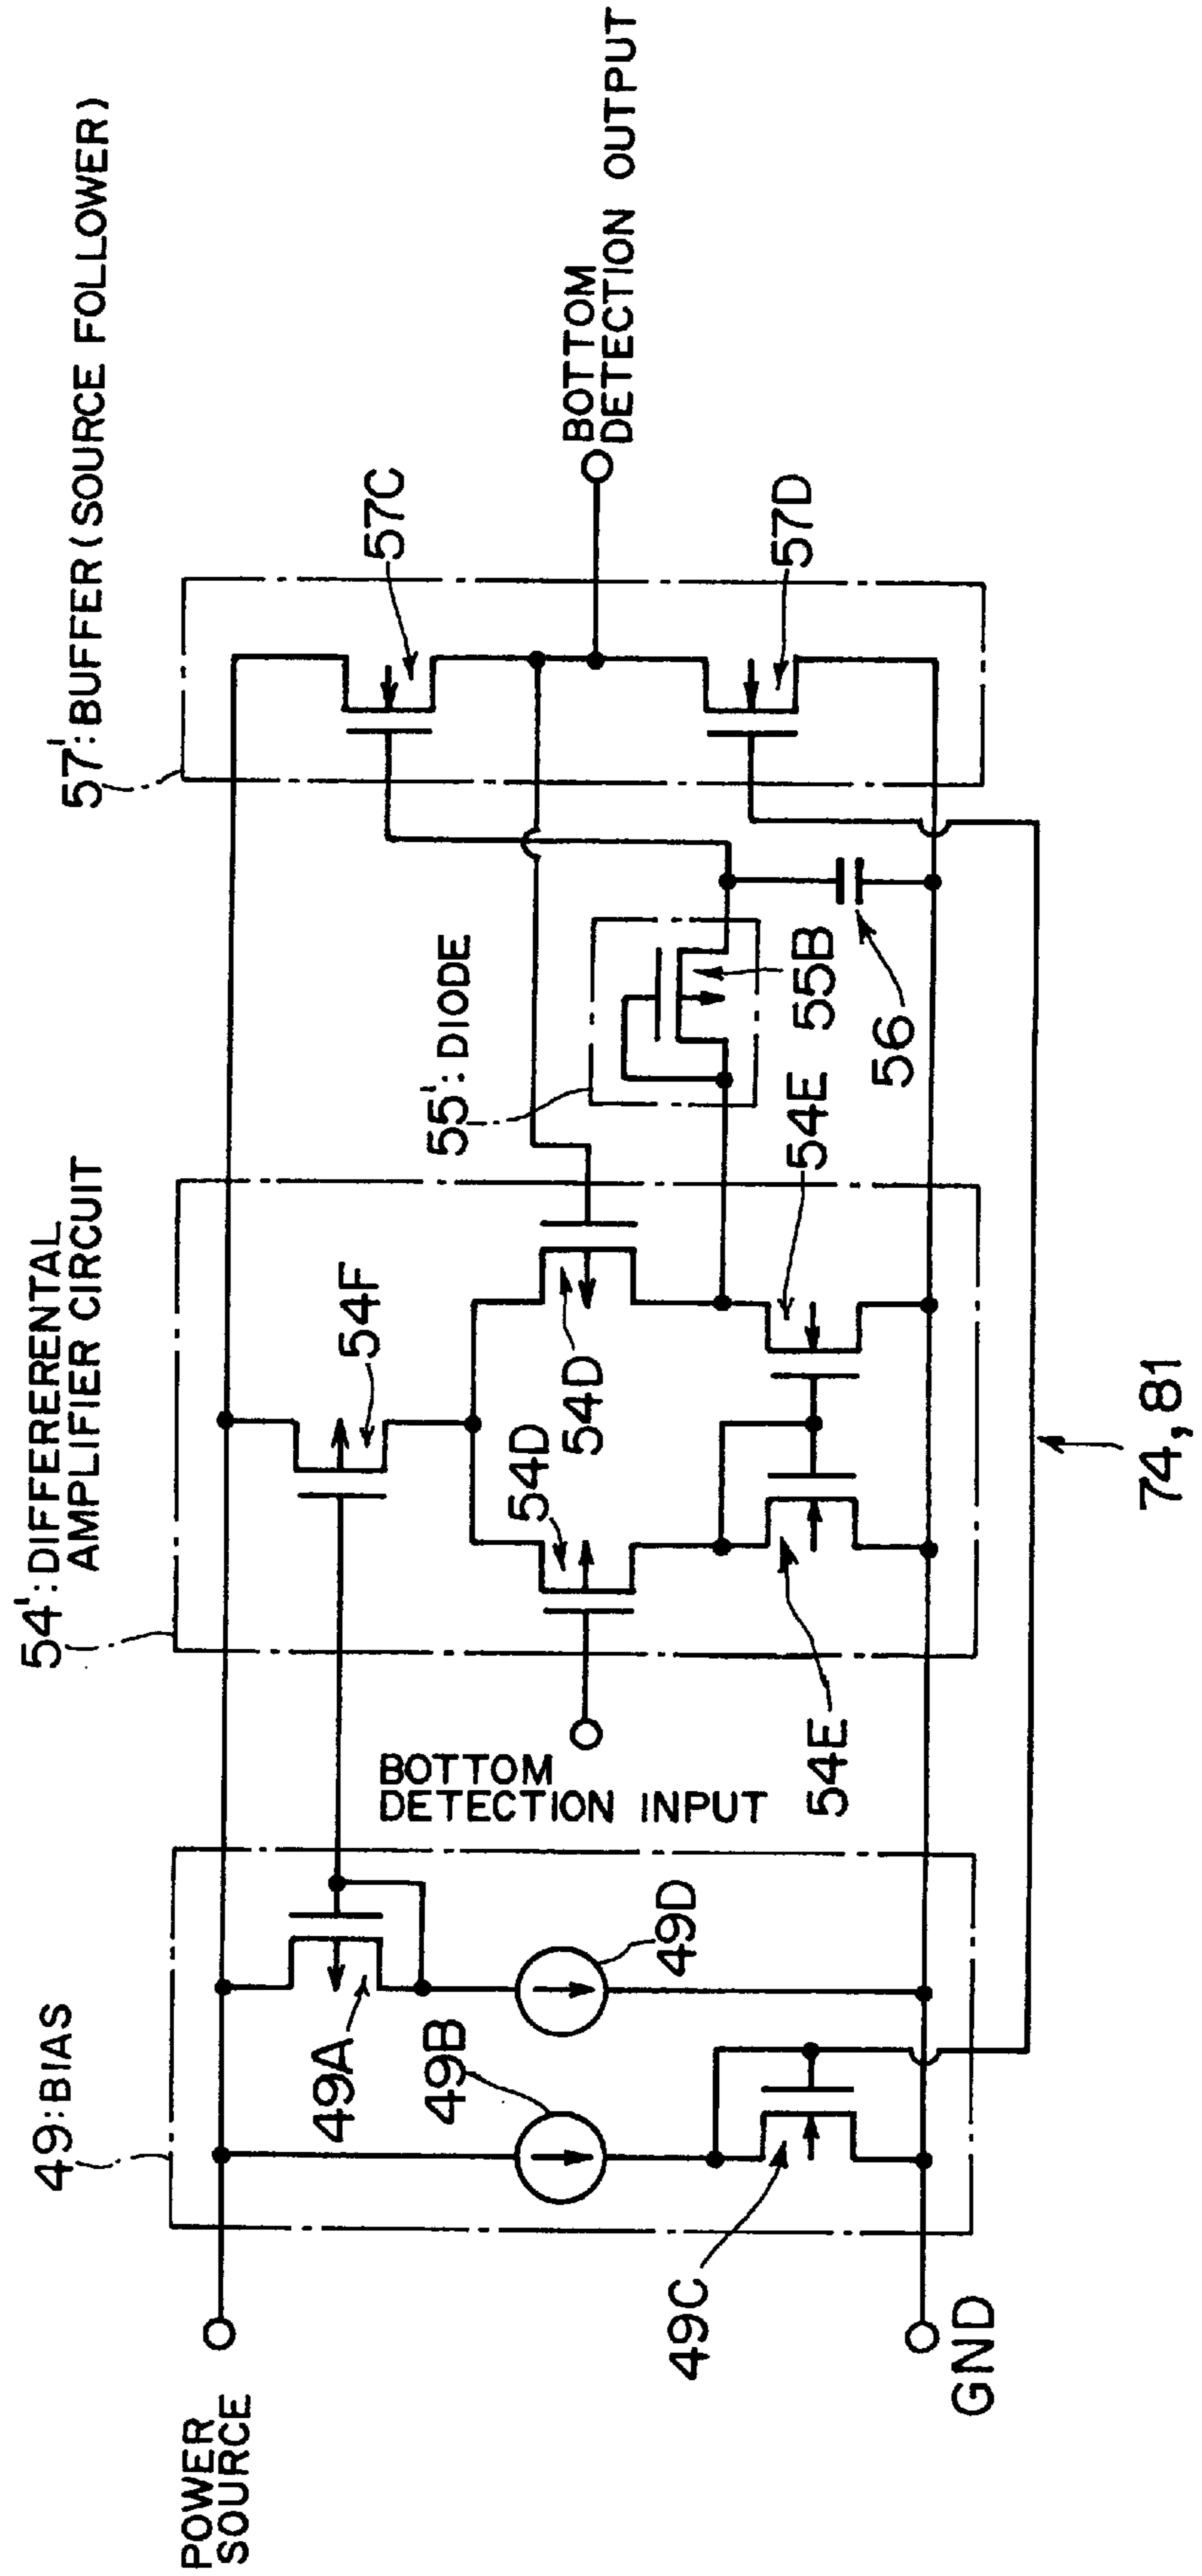 POWER
SOURCE
GND
49:BIAS
49A
49B
49C
49D
BOTTOM
DETECTION INPUT
54':DIFFERENTAL
AMPLIFIER CIRCUIT
54F
54D
54D
54E
54E
55':DIODE
55B
56
57':BUFFER(SOURCE FOLLOWER)
57C
57D
BOTTOM
DETECTION OUTPUT
74,81